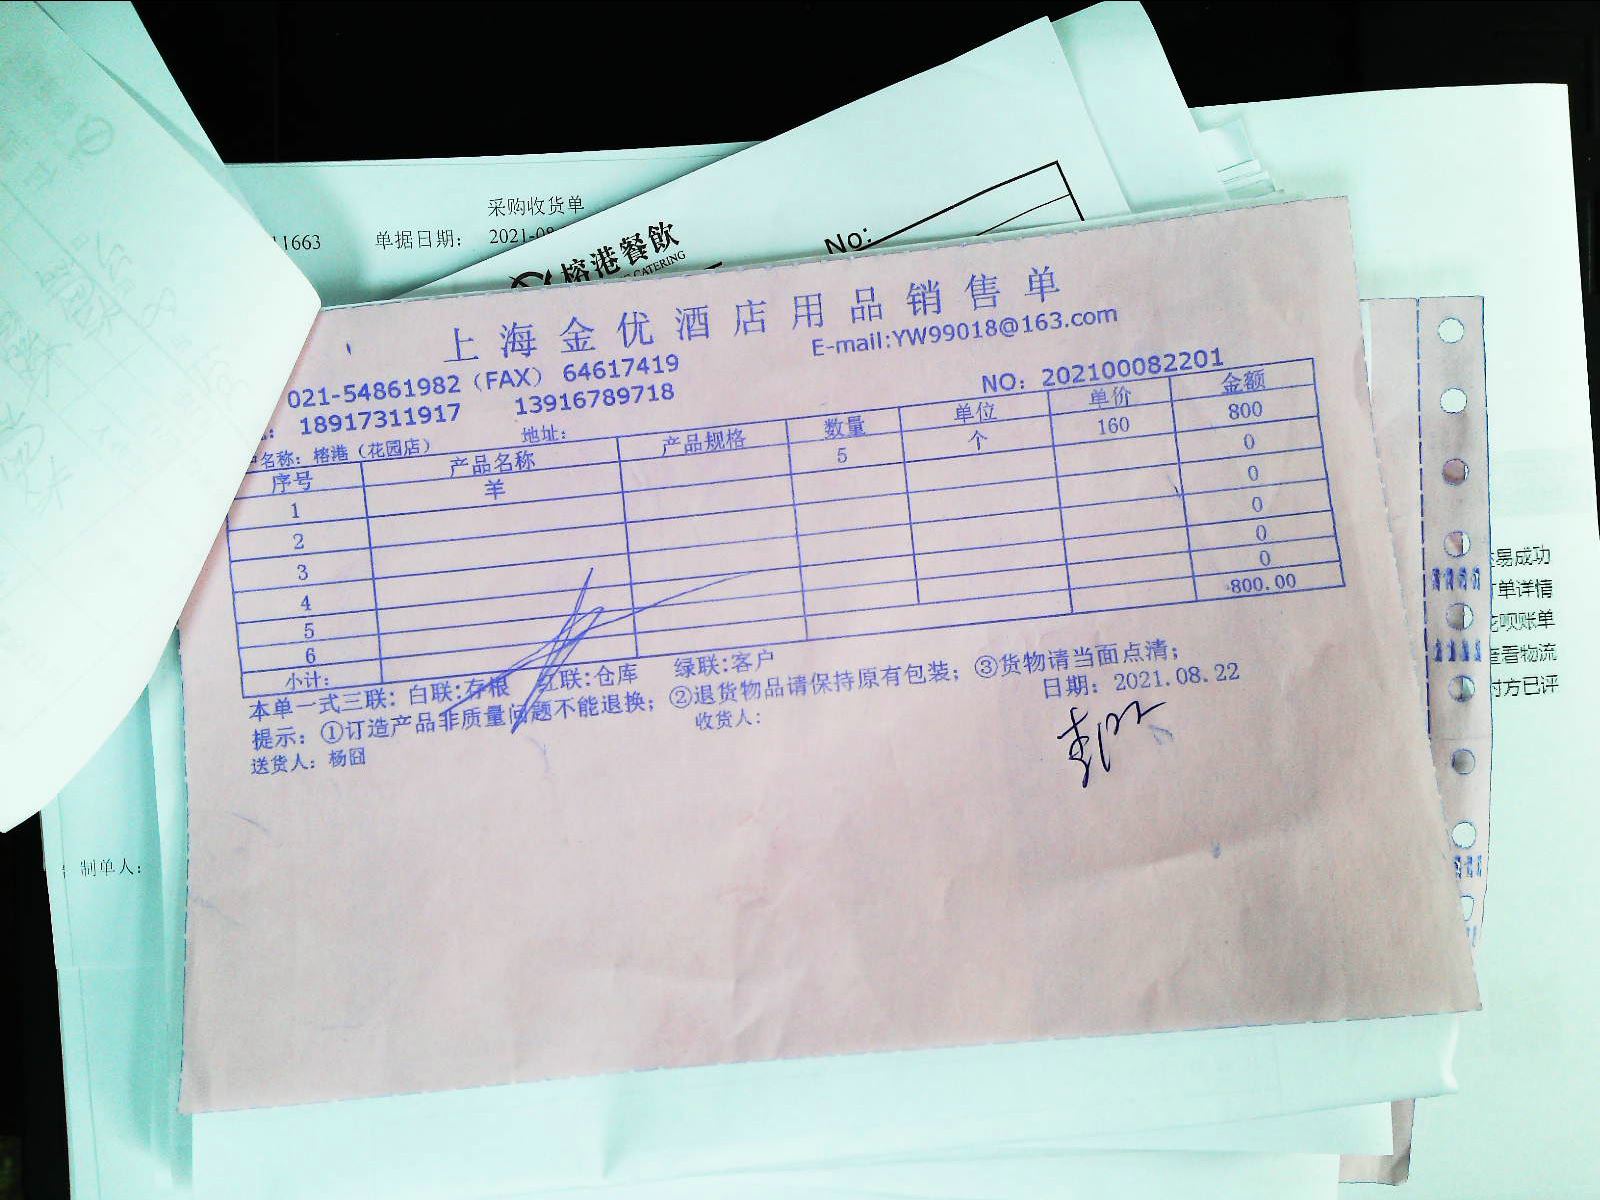 采购收货单
11663 单据日期： 2021-08
榕港餐飲
CATERING
No:
上海金优酒店用品销售单
E-mail:YW99018@163.com
021-54861982（FAX） 64617419
18917311917 13916789718
NO：202100082201
名称：榕港（花园店） 地址：
序号 产品名称 产品规格 数量 单位 单价 金额
1 羊 5 个 160 800
2 0
3 0
4 0
5 0
6 0
小计： 800.00
本单一式三联：白联:存根 红联:仓库 绿联:客户
提示：①订造产品非质量问题不能退换；②退货物品请保持原有包装；③货物请当面点清；
送货人：杨囧 收货人： 日期：2021.08.22
制单人：
易成功
单详情
呗账单
查看物流
对方已评